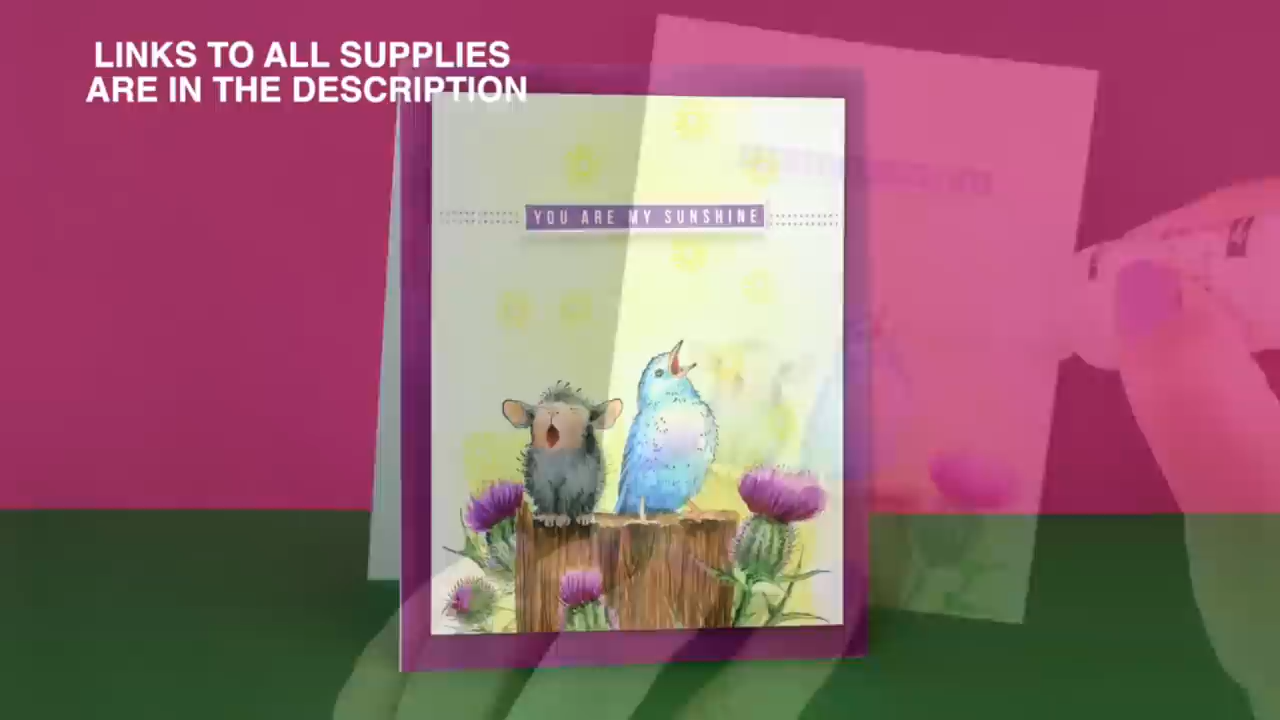 LINKS TO ALL SUPPLIES
ARE IN THE DESCRIPTION
YOU ARE MY SUNSHINE